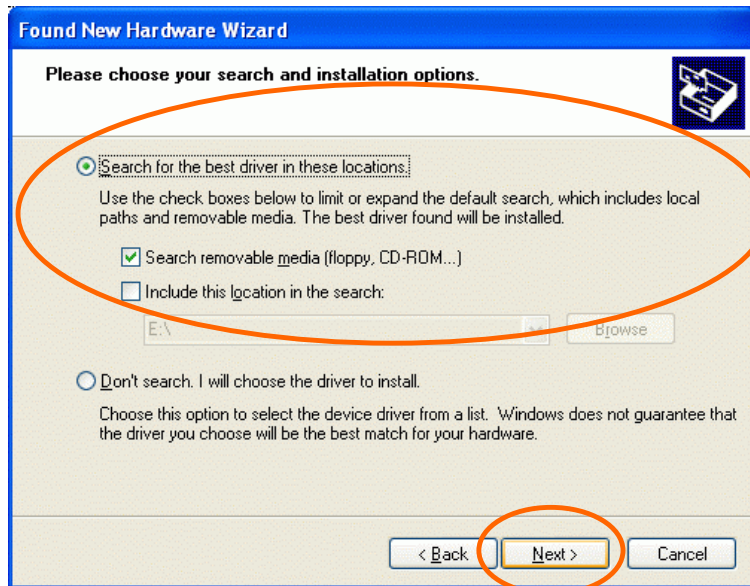 Found New Hardware Wizard
Please choose your search and installation options.
Search for the best driver in these locations.
Use the check boxes below to limit or expand the default search, which includes local
paths and removable media. The best driver found will be installed.
Search removable media (floppy, CD-ROM...)
Include this location in the search:
E:\
Browse
Don't search. I will choose the driver to install.
Choose this option to select the device driver from a list. Windows does not guarantee that
the driver you choose will be the best match for your hardware.
< Back
Next >
Cancel